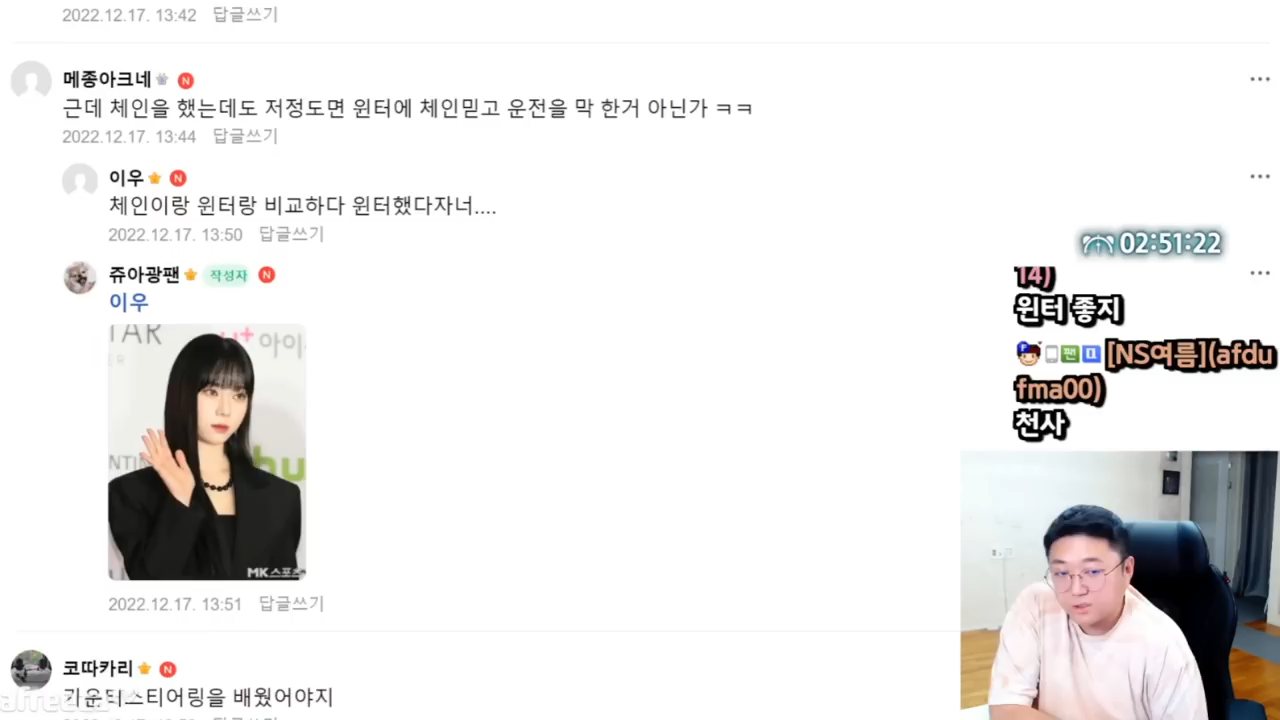 2022.12.17. 13:42 답글쓰기
메종아크네 N
근데 체인을 했는데도 저정도면 윈터에 체인믿고 운전을 막 한거 아닌가 ㅋㅋ
2022.12.17. 13:44 답글쓰기
이우 N
체인이랑 윈터랑 비교하다 윈터했다자너....
2022.12.17. 13:50 답글쓰기
02:51:22
쥬아광팬 작성자 N
이우
14)
윈터 좋지
팬 [NS여름](afdu
fma00)
천사
TAR
U+ 아이
NTI
hu
MK스포츠
2022.12.17. 13:51 답글쓰기
코따카리 N
카운터스티어링을 배웠어야지